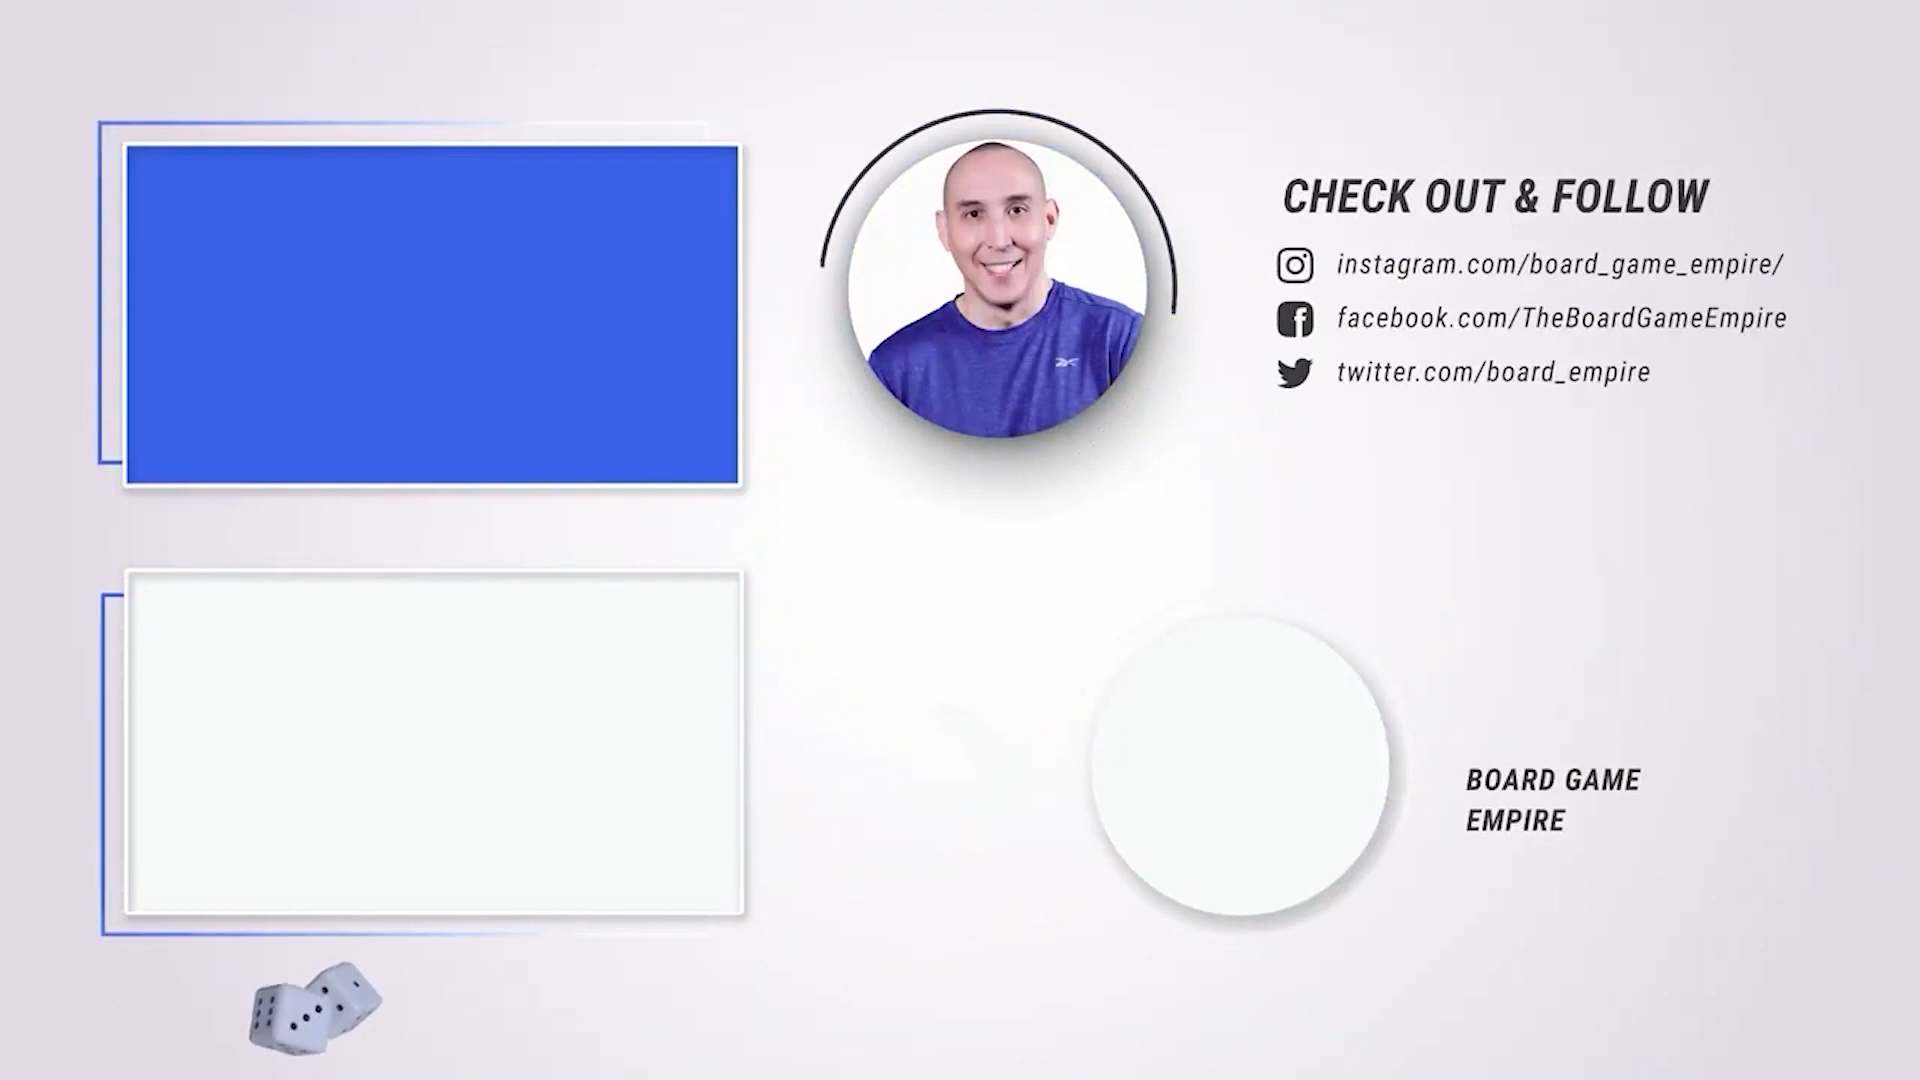 CHECK OUT & FOLLOW
instagram.com/board_game_empire/
facebook.com/TheBoardGameEmpire
twitter.com/board_empire
BOARD GAME
EMPIRE